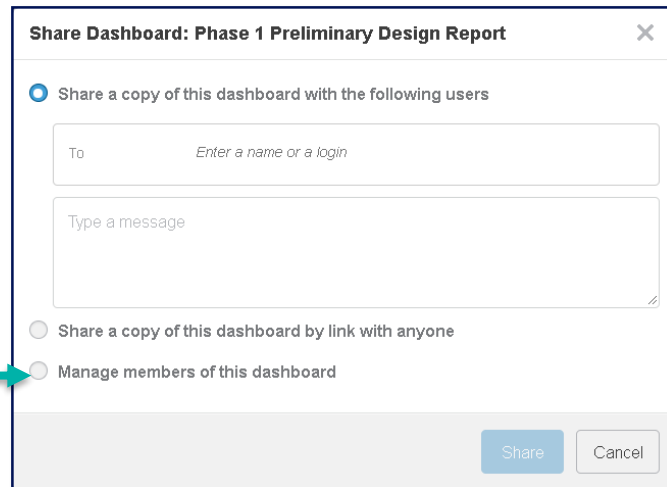 Share Dashboard: Phase 1 Preliminary Design Report
Share a copy of this dashboard with the following users
To Enter a name or a login
Type a message
Share a copy of this dashboard by link with anyone
Manage members of this dashboard
Share Cancel